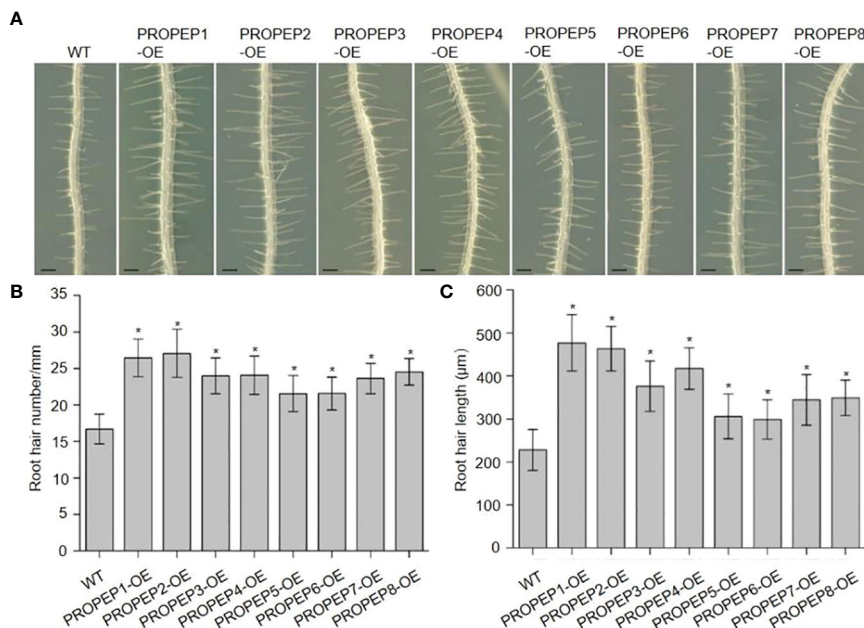 A
WT
PROPEP1
-OE
PROPEP2
-OE
PROPEP3
-OE
PROPEP4
-OE
PROPEP5
-OE
PROPEP6
-OE
PROPEP7
-OE
PROPEP8
-OE
B
35
30
25
20
15
10
5
0
Root hair number/mm
* * * * * * * *
WT
PROPEP1-OE
PROPEP2-OE
PROPEP3-OE
PROPEP4-OE
PROPEP5-OE
PROPEP6-OE
PROPEP7-OE
PROPEP8-OE
C
600
500
400
300
200
100
0
Root hair length (μm)
* * * * * * * *
WT
PROPEP1-OE
PROPEP2-OE
PROPEP3-OE
PROPEP4-OE
PROPEP5-OE
PROPEP6-OE
PROPEP7-OE
PROPEP8-OE